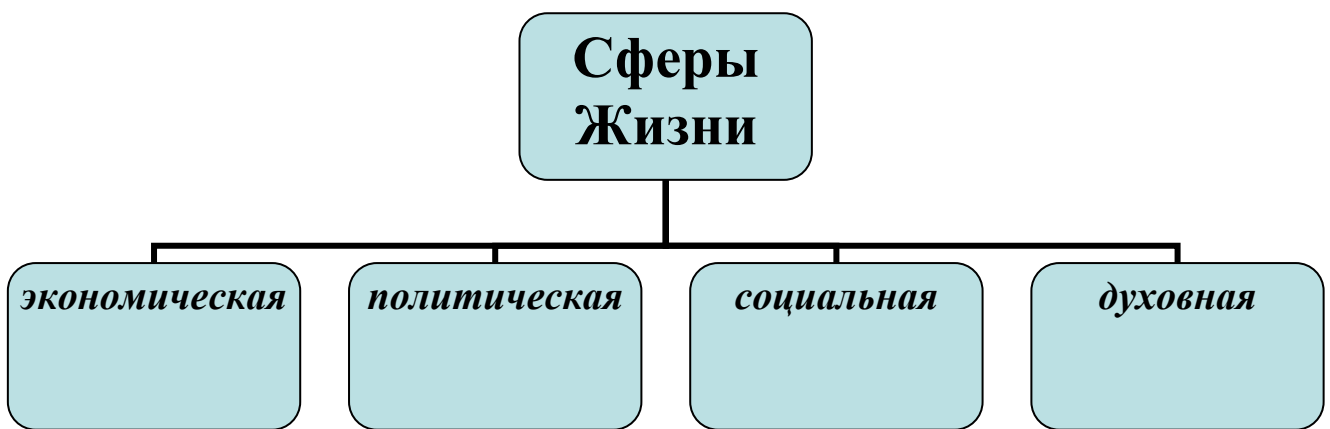 Сферы
Жизни
экономическая
политическая
социальная
духовная